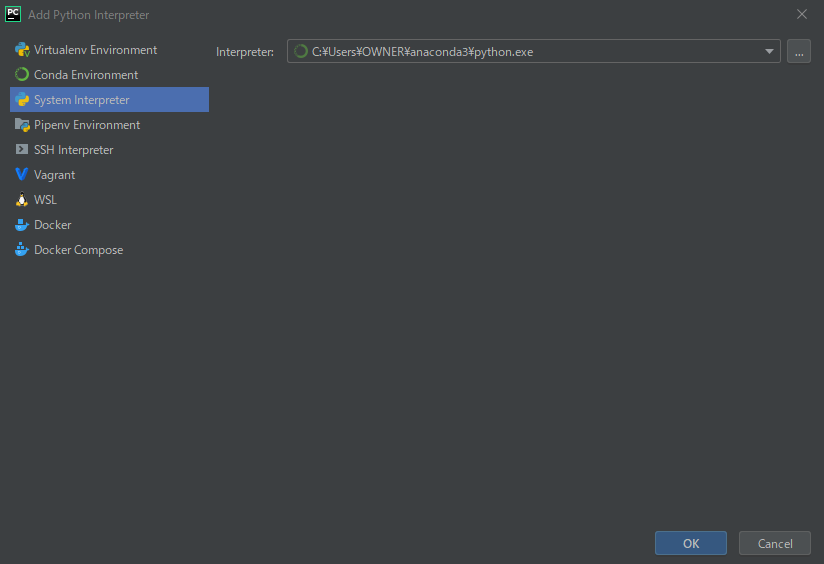 PC Add Python Interpreter
Virtualenv Environment
Conda Environment
System Interpreter
Pipenv Environment
SSH Interpreter
Vagrant
WSL
Docker
Docker Compose
Interpreter: C:¥Users¥OWNER¥anaconda3¥python.exe ...
OK Cancel